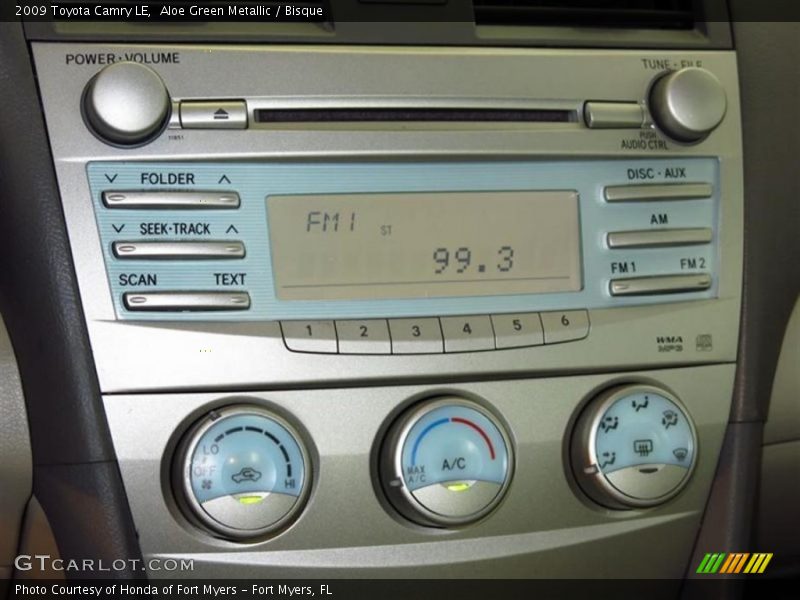 2009 Toyota Camry LE,  Aloe Green Metallic / Bisque
POWER·VOLUME
TUNE · FILE
PUSH
AUDIO CTRL
FOLDER
DISC · AUX
SEEK·TRACK
AM
FM1 ST
99.3
SCAN TEXT
FM1 FM2
1 2 3 4 5 6
WMA
MP3
LO
OFF
HI
MAX
A/C
A/C
GTCARLOT.COM
Photo Courtesy of Honda of Fort Myers – Fort Myers, FL